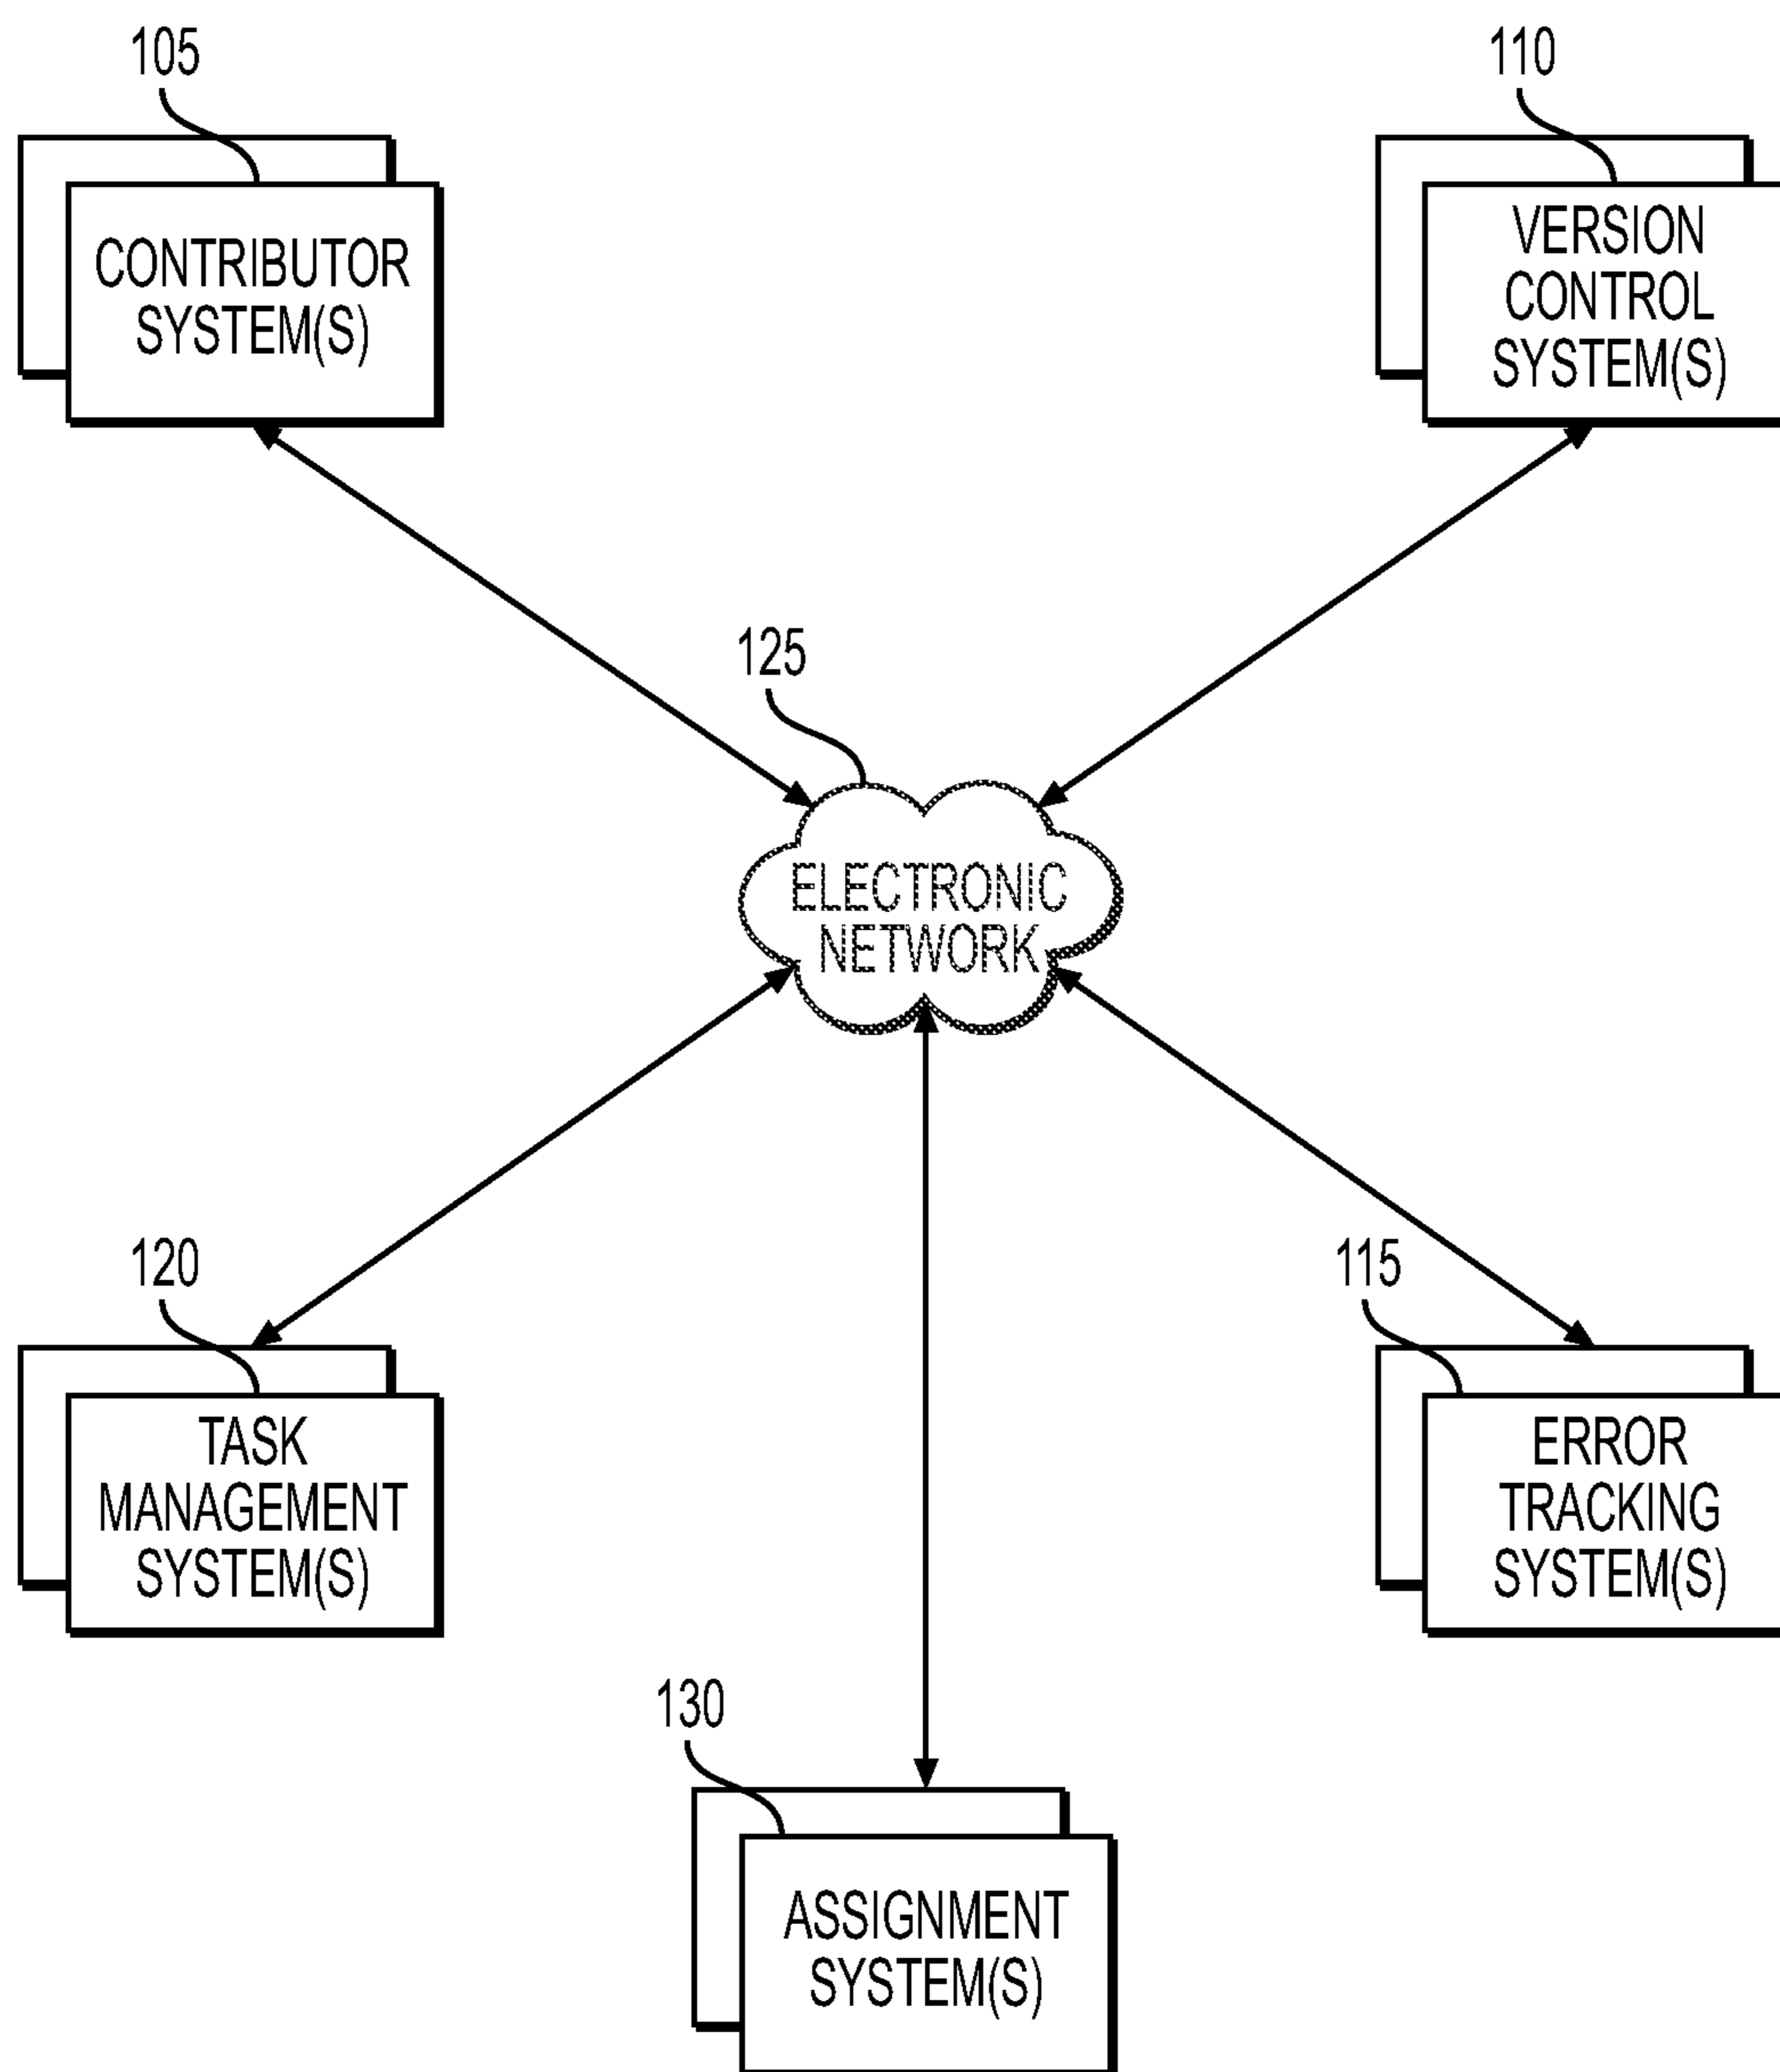 105
110
CONTRIBUTOR
SYSTEM(S)
VERSION
CONTROL
SYSTEM(S)
125
ELECTRONIC
NETWORK
120
115
TASK
MANAGEMENT
SYSTEM(S)
ERROR
TRACKING
SYSTEM(S)
130
ASSIGNMENT
SYSTEM(S)